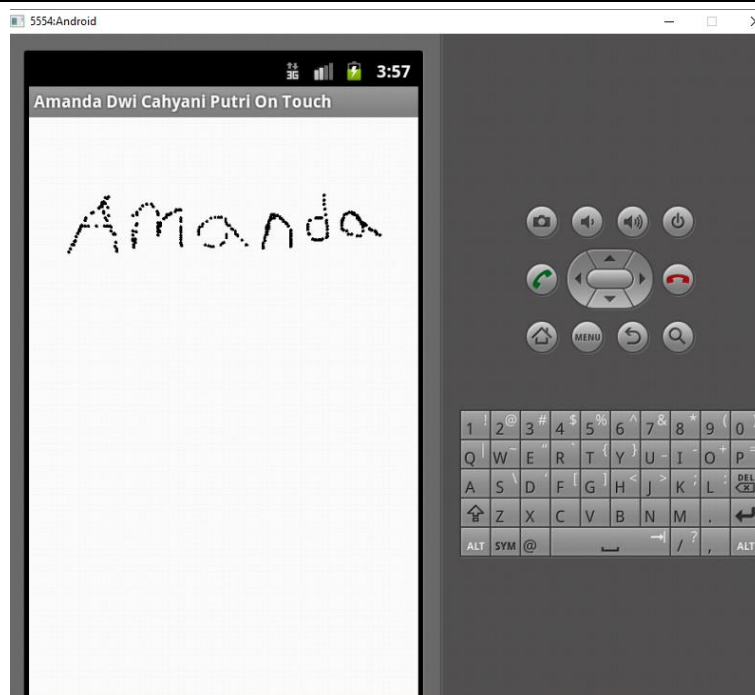 5554:Android
3G 3:57
Amanda Dwi Cahyani Putri On Touch
Amanda
MENU
1 ! 2 @ 3 # 4 $ 5 % 6 ^ 7 & 8 * 9 ( 0
Q | W ~ E " R ` T { Y } U _ I - O + P =
A S \ D ' F [ G ] H < J > K ; L : DEL
Z X C V B N M .
ALT SYM @ / ? , ALT